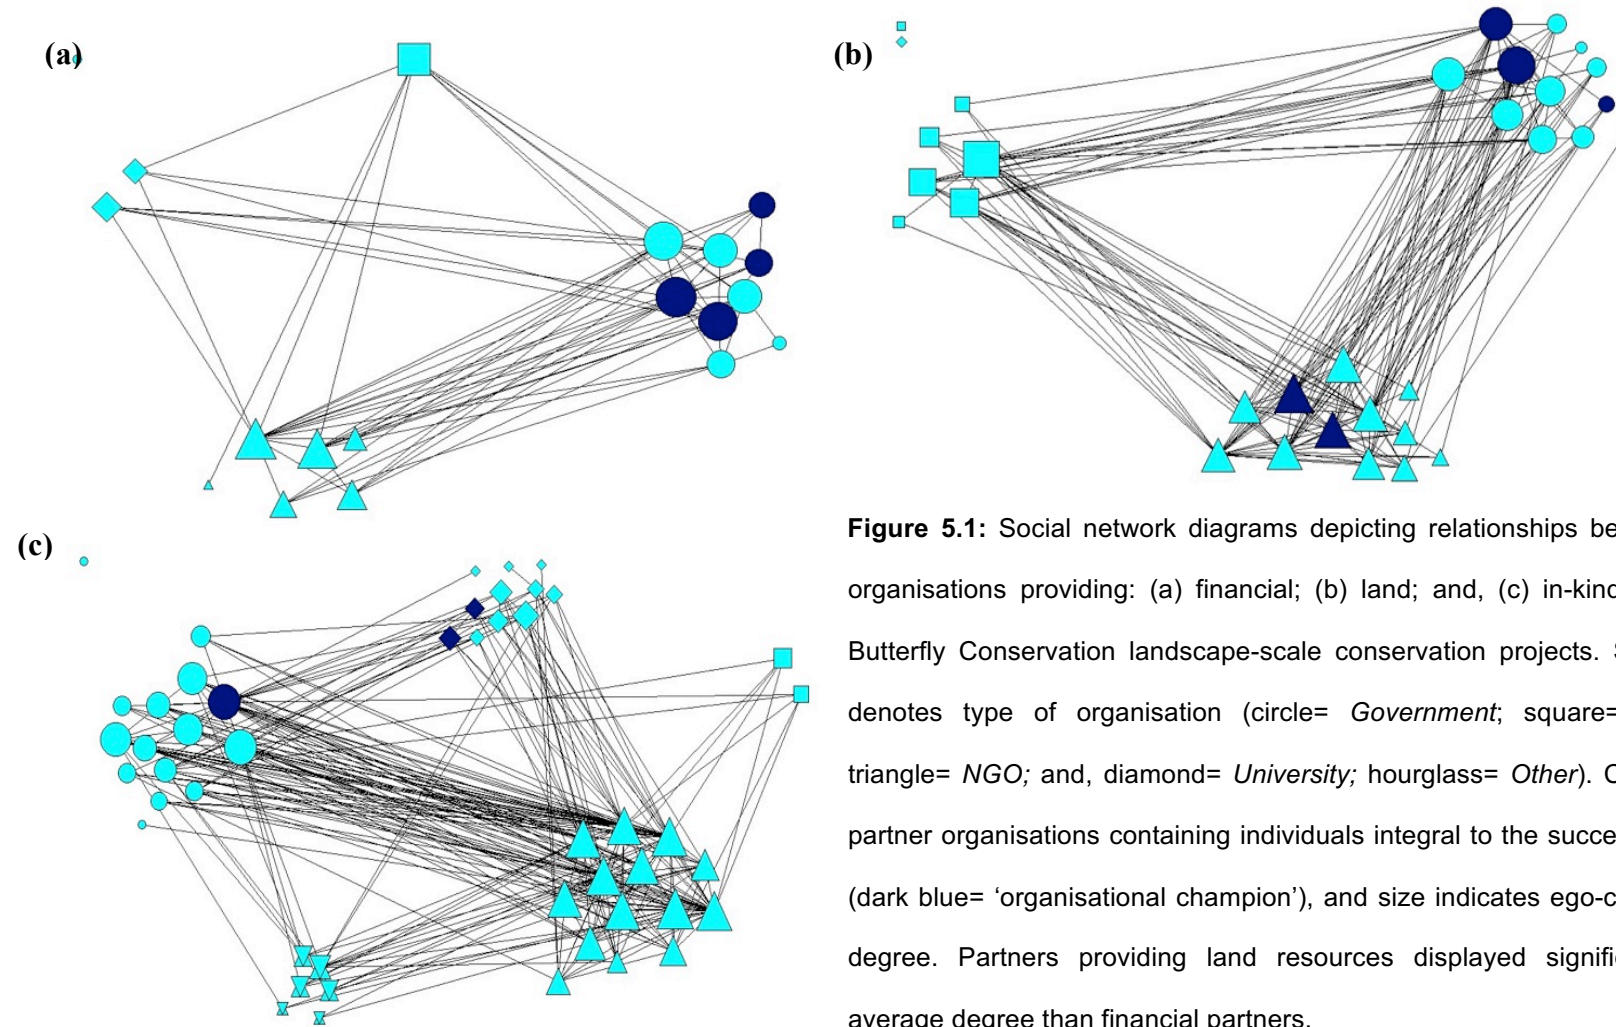 (a)
(b)
(c)
Figure 5.1: Social network diagrams depicting relationships be
organisations providing: (a) financial; (b) land; and, (c) in-kind
Butterfly Conservation landscape-scale conservation projects. S
denotes type of organisation (circle= Government; square=
triangle= NGO; and, diamond= University; hourglass= Other). C
partner organisations containing individuals integral to the succe
(dark blue= ‘organisational champion’), and size indicates ego-c
degree. Partners providing land resources displayed signifi
average degree than financial partners.